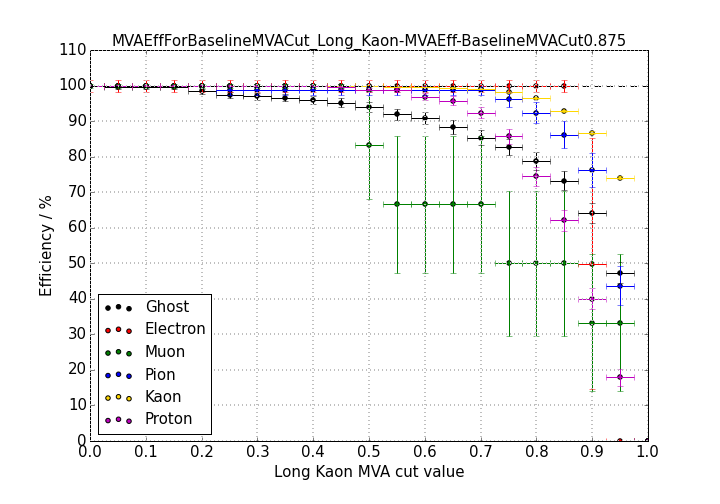 MVAEffForBaselineMVACut_Long_Kaon-MVAEff-BaselineMVACut0.875
110
100
90
80
70
60
50
40
30
20
10
0
Efficiency / %
Ghost
Electron
Muon
Pion
Kaon
Proton
0.0 0.1 0.2 0.3 0.4 0.5 0.6 0.7 0.8 0.9 1.0
Long Kaon MVA cut value